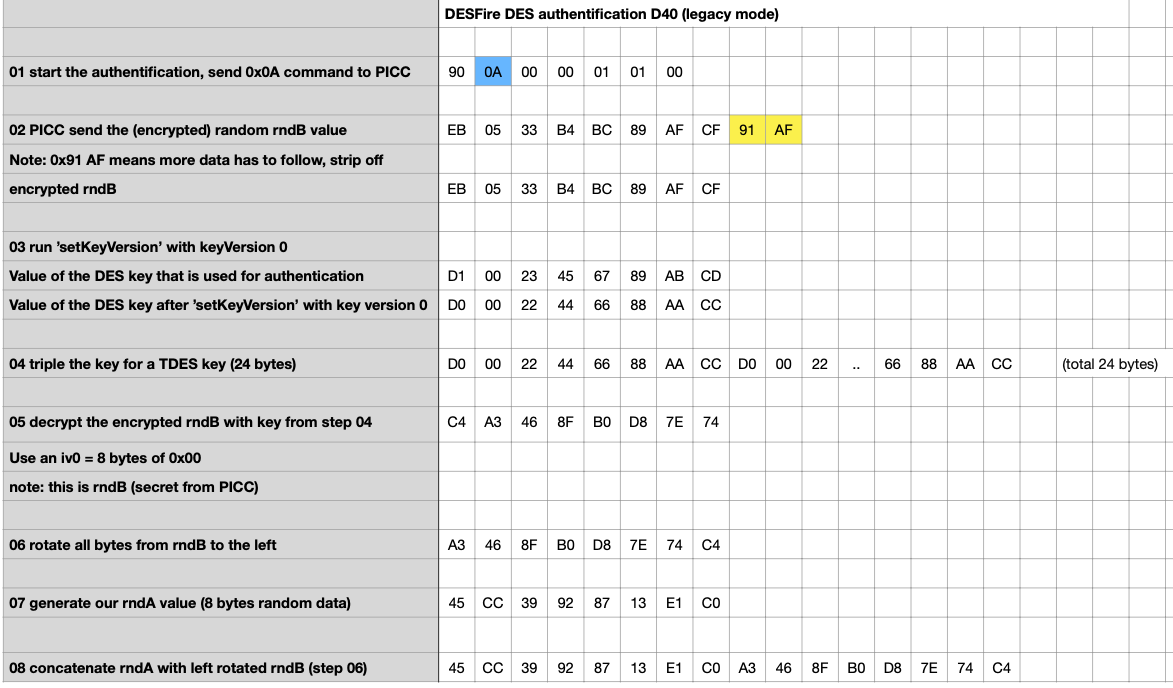 DESFire DES authentification D40 (legacy mode)
01 start the authentification, send 0x0A command to PICC 90 0A 00 00 01 01 00
02 PICC send the (encrypted) random rndB value EB 05 33 B4 BC 89 AF CF 91 AF
Note: 0x91 AF means more data has to follow, strip off
encrypted rndB EB 05 33 B4 BC 89 AF CF
03 run ’setKeyVersion’ with keyVersion 0
Value of the DES key that is used for authentication D1 00 23 45 67 89 AB CD
Value of the DES key after ’setKeyVersion’ with key version 0 D0 00 22 44 66 88 AA CC
04 triple the key for a TDES key (24 bytes) D0 00 22 44 66 88 AA CC D0 00 22 .. 66 88 AA CC (total 24 bytes)
05 decrypt the encrypted rndB with key from step 04 C4 A3 46 8F B0 D8 7E 74
Use an iv0 = 8 bytes of 0x00
note: this is rndB (secret from PICC)
06 rotate all bytes from rndB to the left A3 46 8F B0 D8 7E 74 C4
07 generate our rndA value (8 bytes random data) 45 CC 39 92 87 13 E1 C0
08 concatenate rndA with left rotated rndB (step 06) 45 CC 39 92 87 13 E1 C0 A3 46 8F B0 D8 7E 74 C4